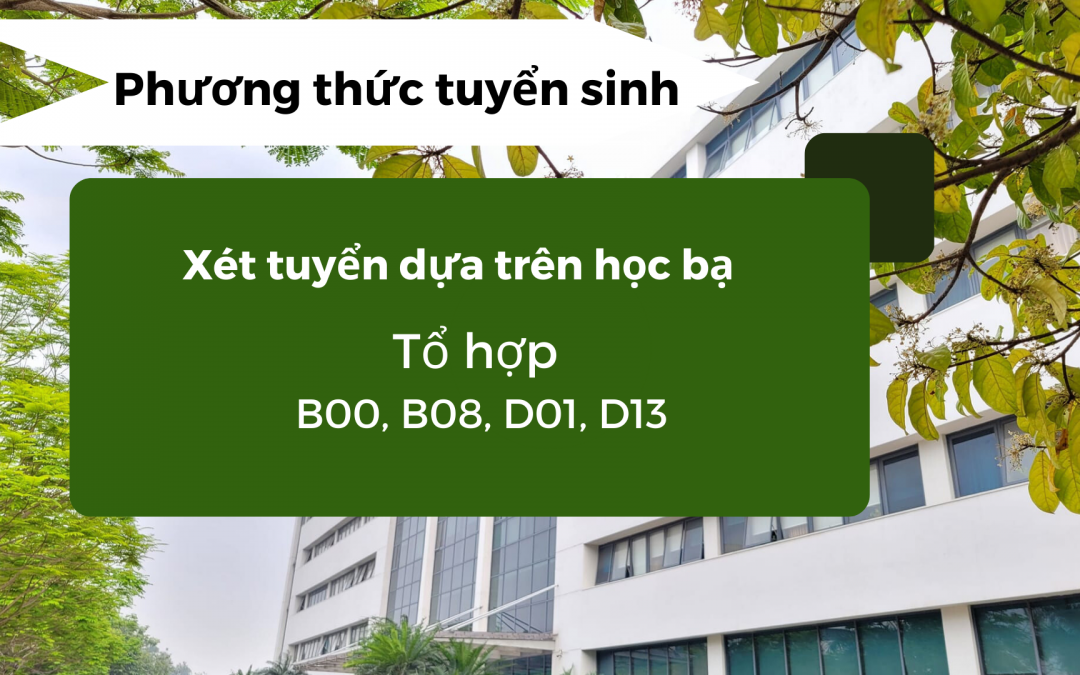 Phương thức tuyển sinh
Xét tuyển dựa trên học bạ
Tổ hợp
B00, B08, D01, D13